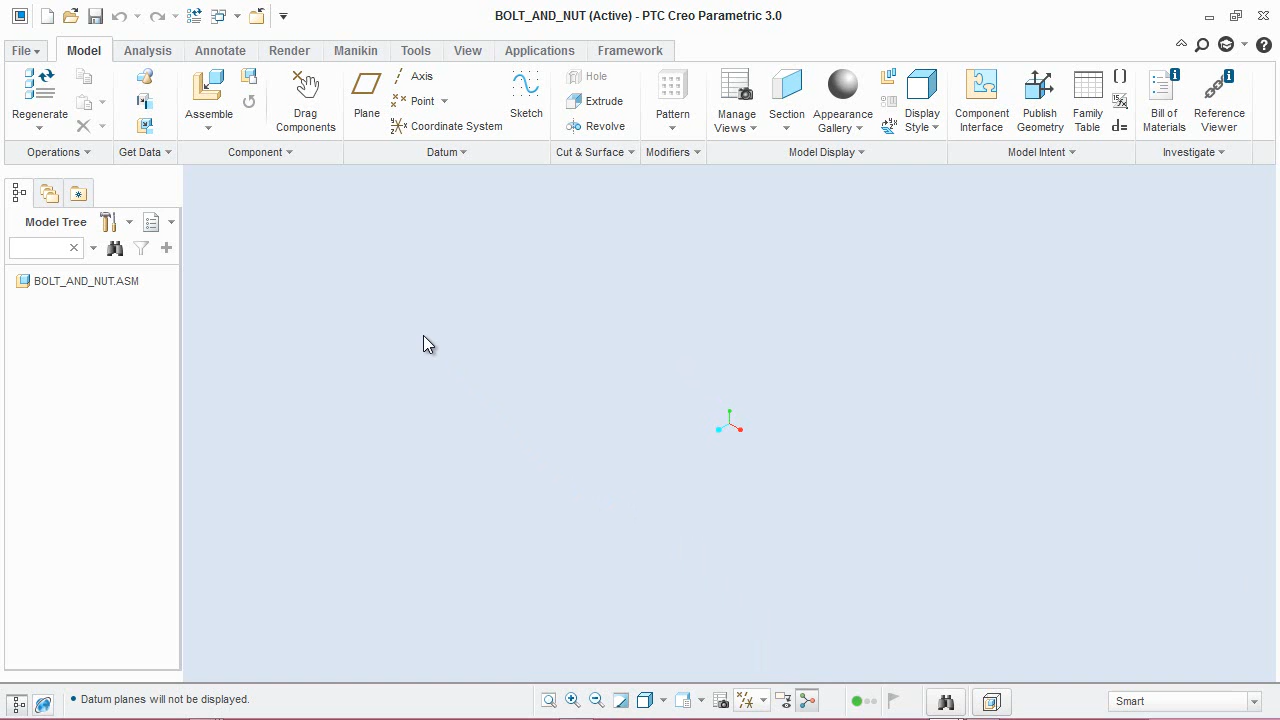 BOLT_AND_NUT (Active) - PTC Creo Parametric 3.0
File Model Analysis Annotate Render Manikin Tools View Applications Framework
Regenerate
Assemble
Drag
Components
Plane
Axis
Point
Coordinate System
Sketch
Hole
Extrude
Revolve
Pattern
Manage
Views
Section
Appearance
Gallery
Display
Style
Component
Interface
Publish
Geometry
Family
Table
Bill of
Materials
Reference
Viewer
Operations Get Data Component Datum Cut & Surface Modifiers Model Display Model Intent Investigate
Model Tree
BOLT_AND_NUT.ASM
Datum planes will not be displayed.
Smart